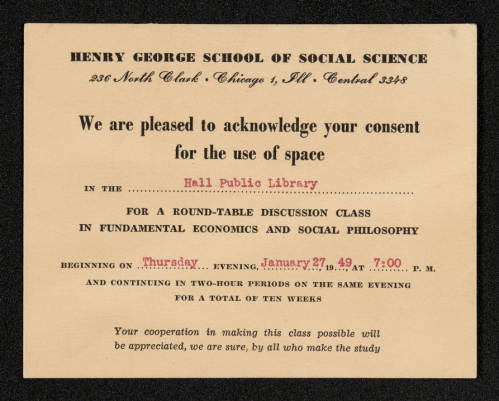 HENRY GEORGE SCHOOL OF SOCIAL SCIENCE
236 North Clark • Chicago 1, Ill • Central 3348
We are pleased to acknowledge your consent
for the use of space
IN THE Hall Public Library
FOR A ROUND-TABLE DISCUSSION CLASS
IN FUNDAMENTAL ECONOMICS AND SOCIAL PHILOSOPHY
BEGINNING ON Thursday EVENING, January 27, 1949, AT 7:00 P. M.
AND CONTINUING IN TWO-HOUR PERIODS ON THE SAME EVENING
FOR A TOTAL OF TEN WEEKS
Your cooperation in making this class possible will
be appreciated, we are sure, by all who make the study